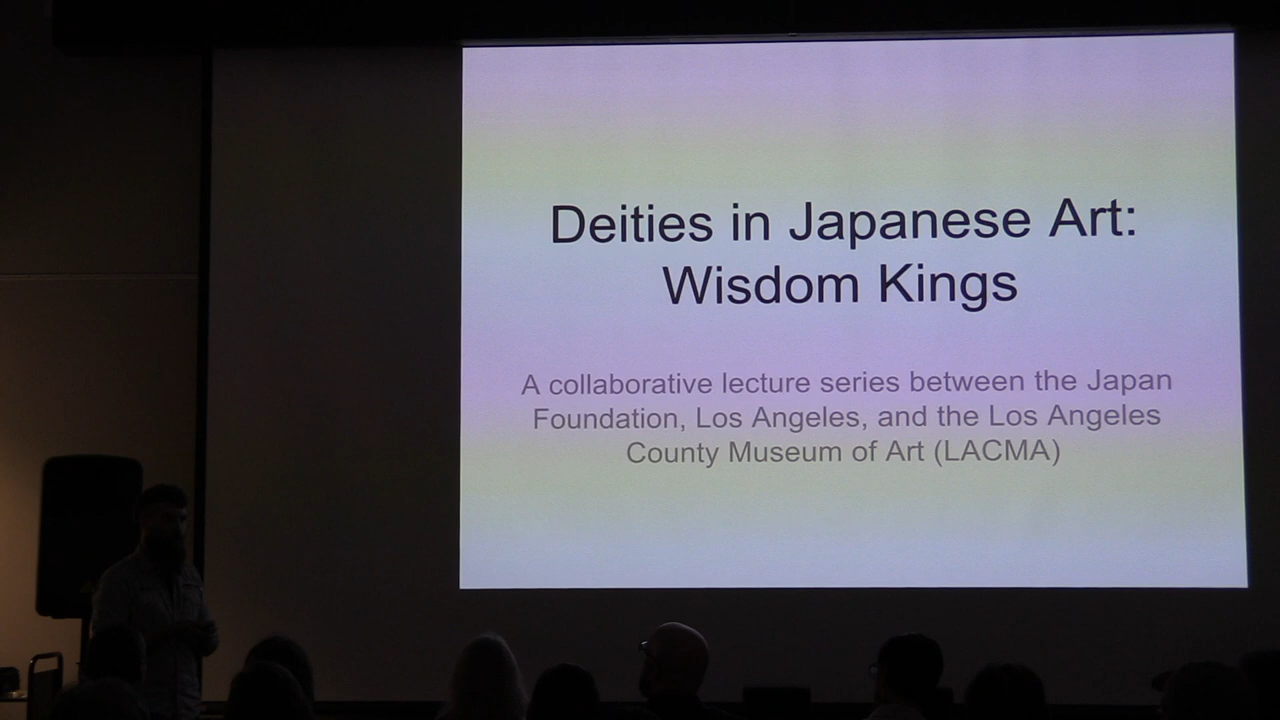 Deities in Japanese Art:
Wisdom Kings
A collaborative lecture series between the Japan
Foundation, Los Angeles, and the Los Angeles
County Museum of Art (LACMA)